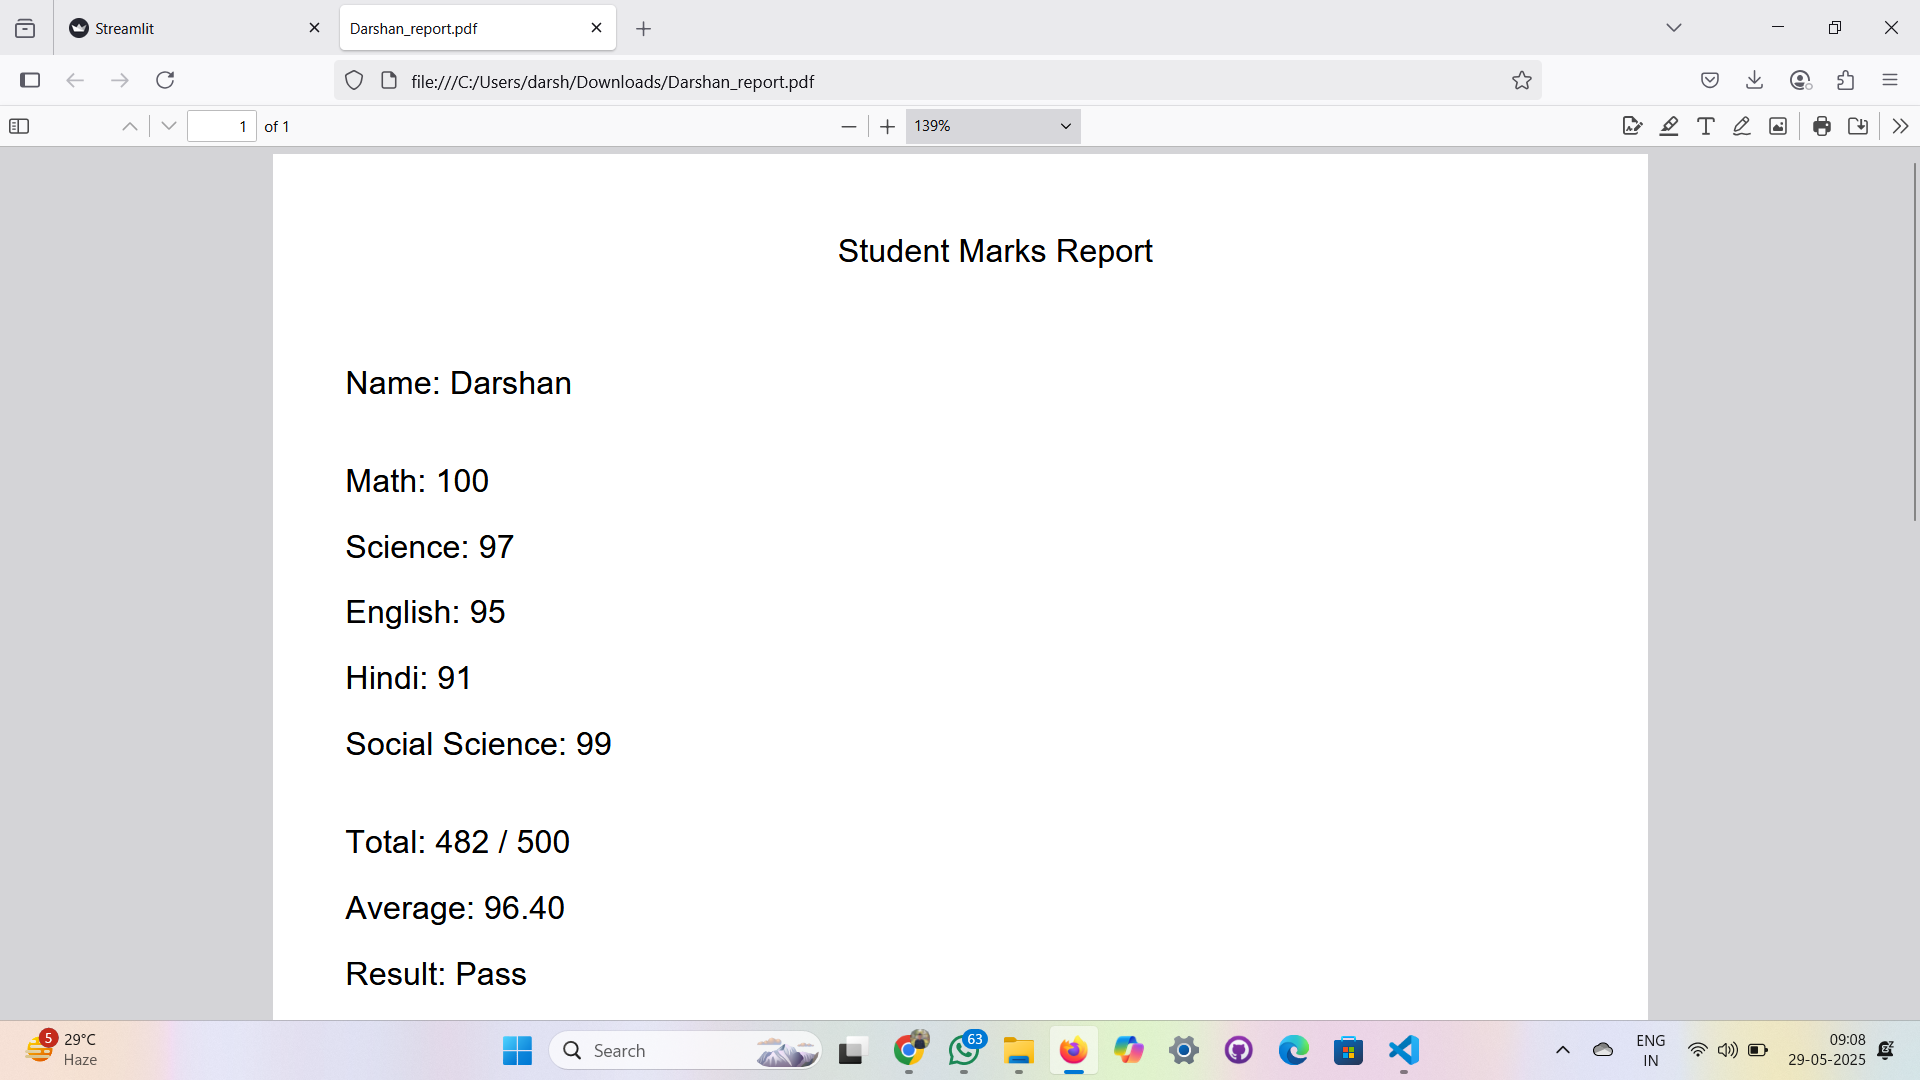 Streamlit
Darshan_report.pdf
file:///C:/Users/darsh/Downloads/Darshan_report.pdf
1 of 1
139%
Student Marks Report
Name: Darshan
Math: 100
Science: 97
English: 95
Hindi: 91
Social Science: 99
Total: 482 / 500
Average: 96.40
Result: Pass
5
29°C
Haze
Search
63
ENG
IN
09:08
29-05-2025